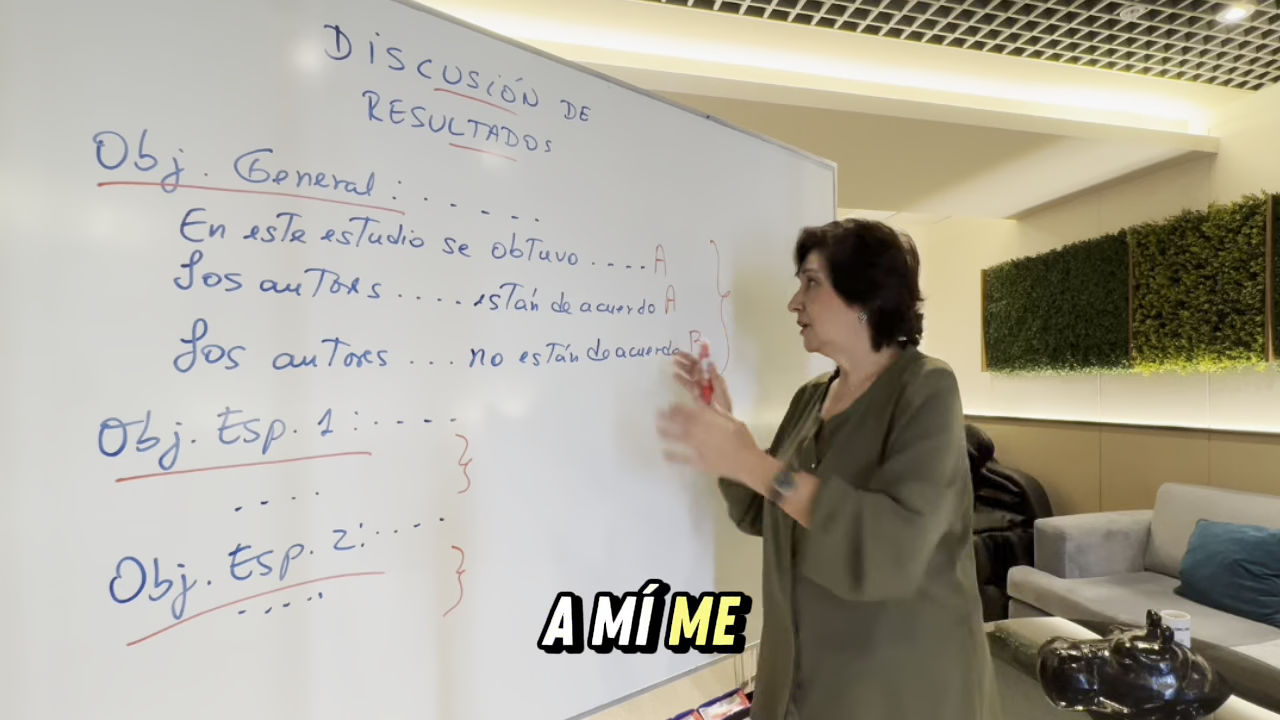 DiSCUSIÓN DE
RESULTADOS
Obj. General : . . . . . .
En este estudio se obtuvo . . . . A
Los autores . . . . están de acuerdo A
Los autores . . . no están de acuerdo B
Obj. Esp. 1 : . . . . .
. . . .
Obj. Esp. 2: . . . . .
. . . . .
A MÍ ME